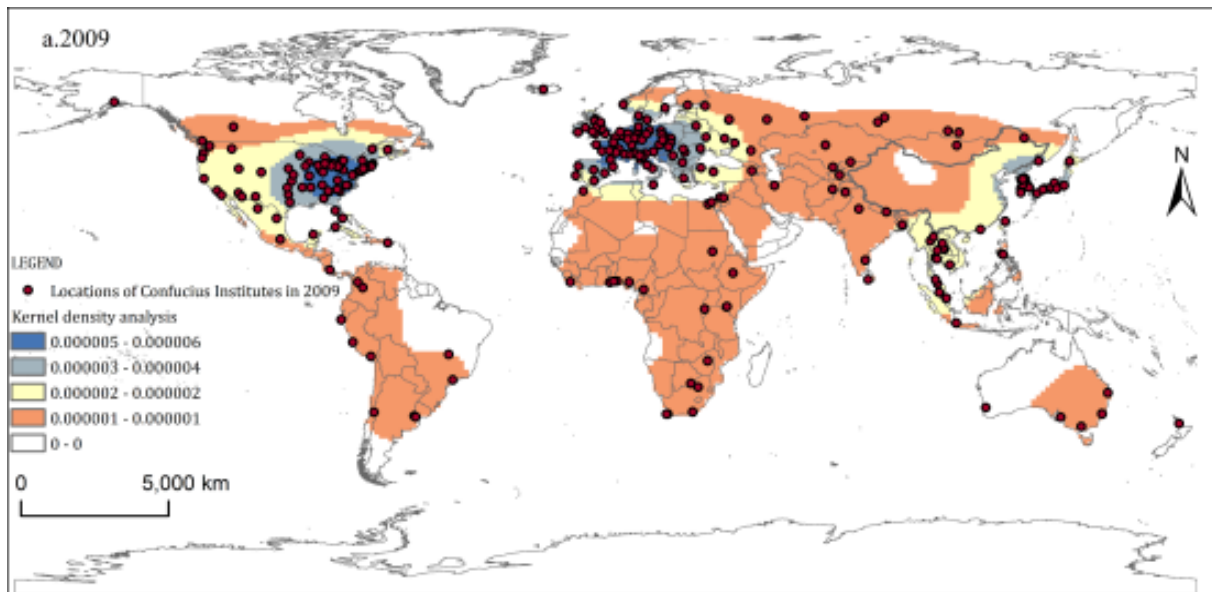 a.2009
N
LEGEND
Locations of Confucius Institutes in 2009
Kernel density analysis
0.000005 - 0.000006
0.000003 - 0.000004
0.000002 - 0.000002
0.000001 - 0.000001
0 - 0
0 5,000 km